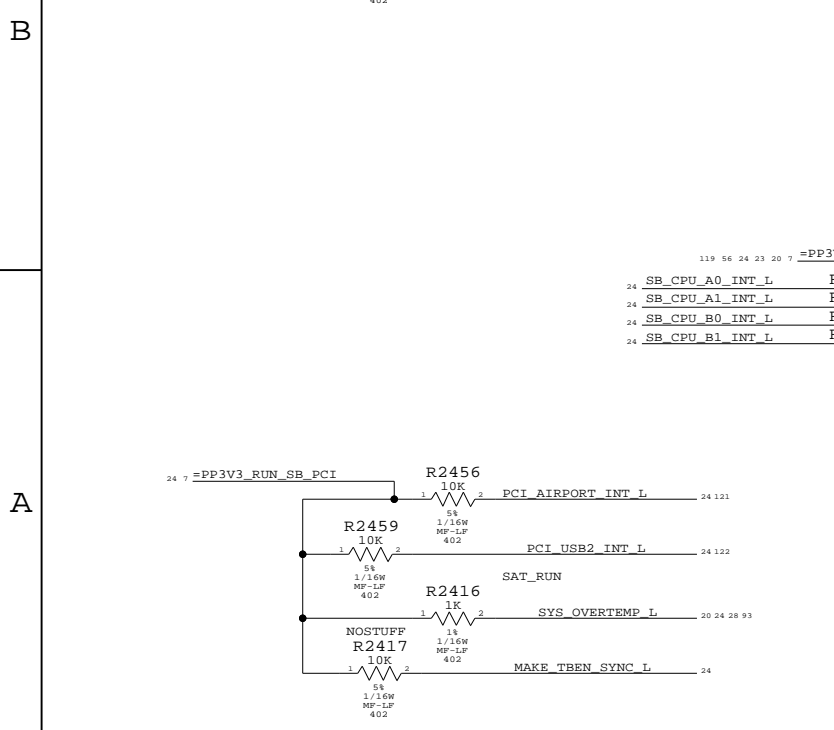 402
B
119 56 24 23 20 7 =PP3
24 SB_CPU_A0_INT_L
24 SB_CPU_A1_INT_L
24 SB_CPU_B0_INT_L
24 SB_CPU_B1_INT_L
A
24 7 =PP3V3_RUN_SB_PCI
R2456
10K
1 2 PCI_AIRPORT_INT_L 24 121
5%
1/16W
MF-LF
402
R2459
10K
1 2 PCI_USB2_INT_L 24 122
5%
1/16W
MF-LF
402
SAT_RUN
R2416
1K
1 2 SYS_OVERTEMP_L 20 24 28 93
1%
1/16W
MF-LF
402
NOSTUFF
R2417
10K
1 2 MAKE_TBEN_SYNC_L 24
5%
1/16W
MF-LF
402